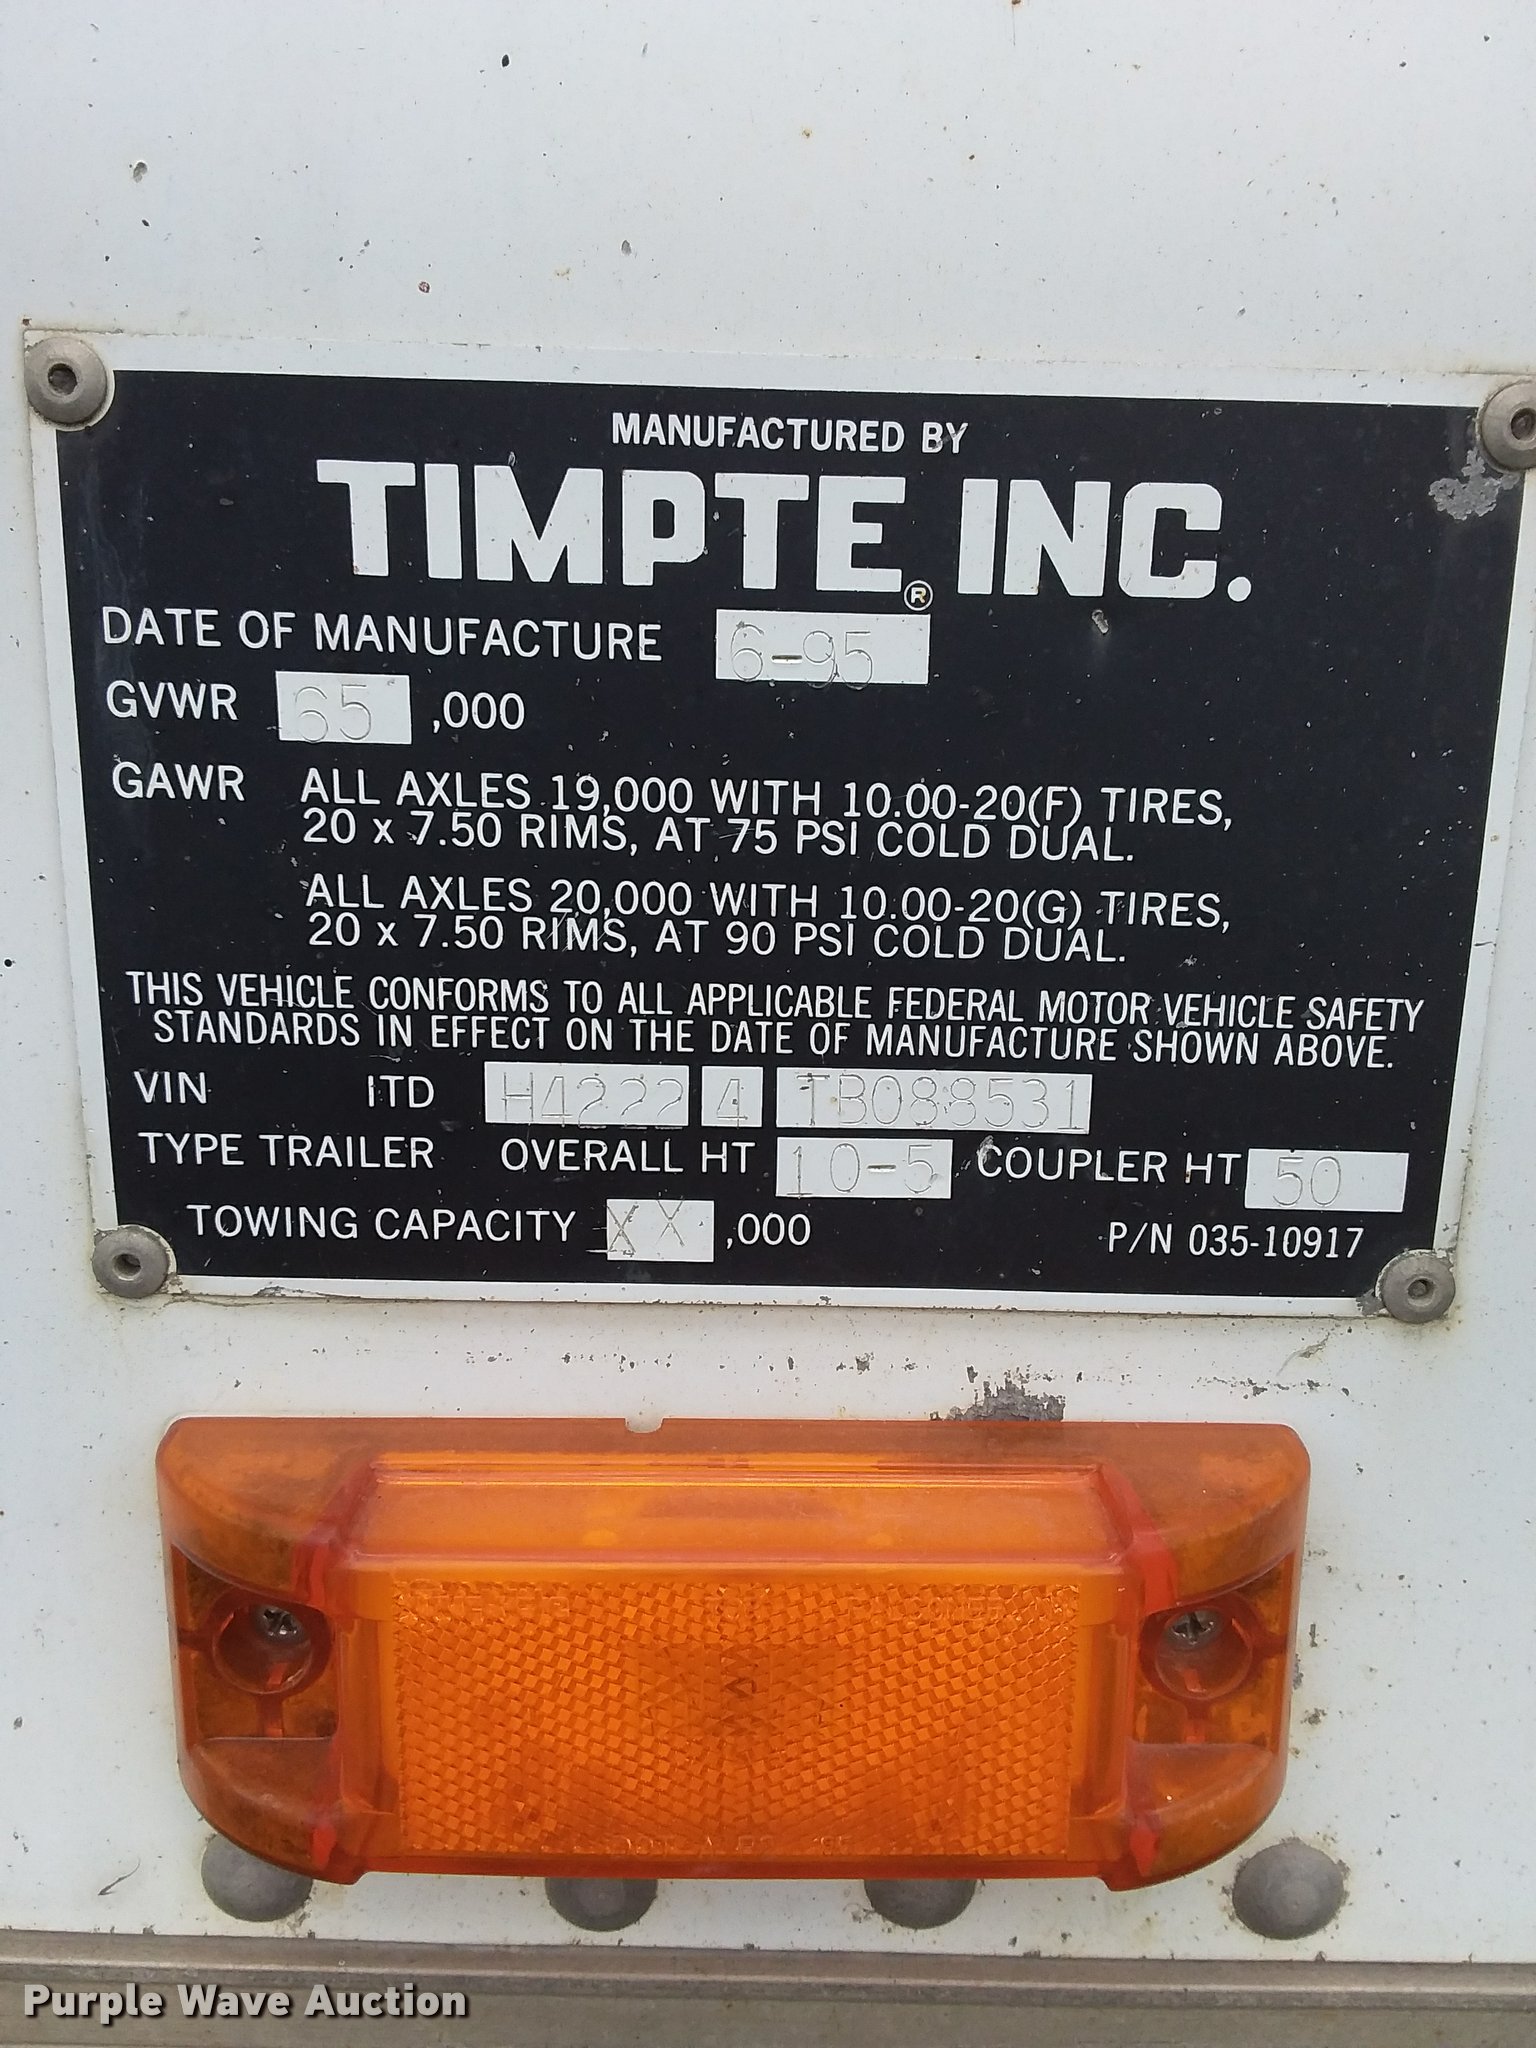 MANUFACTURED BY
TIMPTE® INC.
DATE OF MANUFACTURE 6-95
GVWR 65 ,000
GAWR ALL AXLES 19,000 WITH 10.00-20(F) TIRES,
20 x 7.50 RIMS, AT 75 PSI COLD DUAL.
ALL AXLES 20,000 WITH 10.00-20(G) TIRES,
20 x 7.50 RIMS, AT 90 PSI COLD DUAL.
THIS VEHICLE CONFORMS TO ALL APPLICABLE FEDERAL MOTOR VEHICLE SAFETY
STANDARDS IN EFFECT ON THE DATE OF MANUFACTURE SHOWN ABOVE.
VIN 1TD H4222 4 TB088531
TYPE TRAILER OVERALL HT 10-5 COUPLER HT 50
TOWING CAPACITY XX ,000 P/N 035-10917
Purple Wave Auction